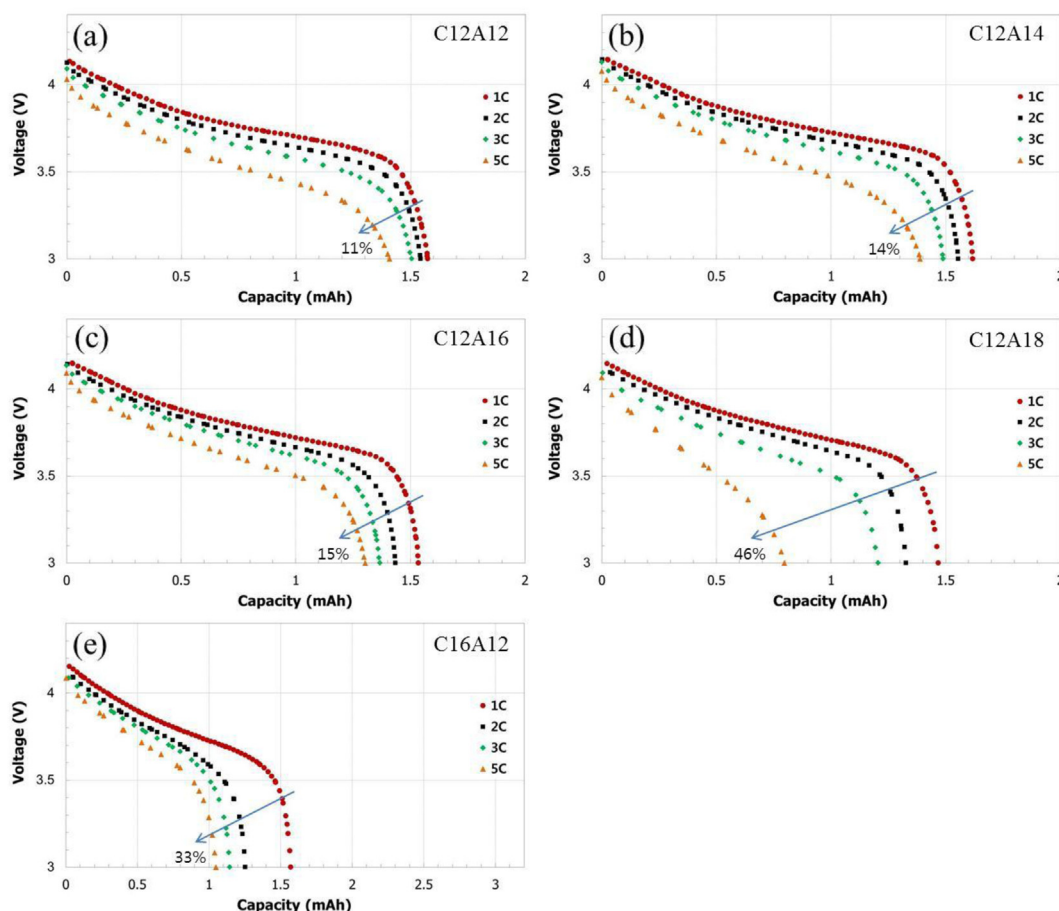 (a) C12A12
4
3.5
3
Voltage (V)
1C
2C
3C
5C
11%
0 0.5 1 1.5 2
Capacity (mAh)
(b) C12A14
4
3.5
3
Voltage (V)
1C
2C
3C
5C
14%
0 0.5 1 1.5 2
Capacity (mAh)
(c) C12A16
4
3.5
3
Voltage (V)
1C
2C
3C
5C
15%
0 0.5 1 1.5 2
Capacity (mAh)
(d) C12A18
4
3.5
3
Voltage (V)
1C
2C
3C
5C
46%
0 0.5 1 1.5 2
Capacity (mAh)
(e) C16A12
4
3.5
3
Voltage (V)
1C
2C
3C
5C
33%
0 0.5 1 1.5 2 2.5 3
Capacity (mAh)